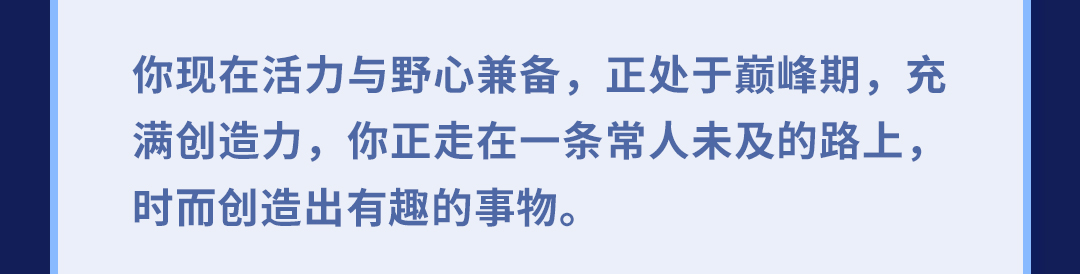 你现在活力与野心兼备，正处于巅峰期，充
满创造力，你正走在一条常人未及的路上，
时而创造出有趣的事物。